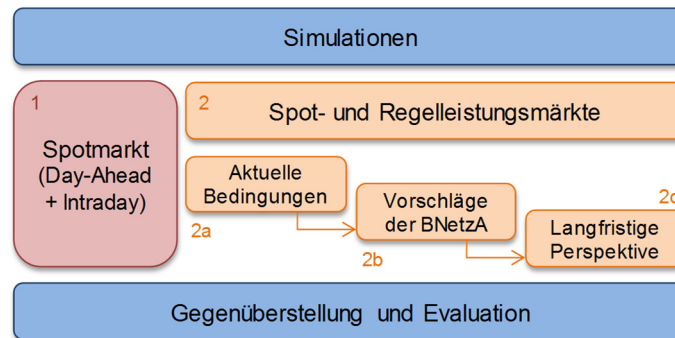 Simulationen
1
Spotmarkt
(Day-Ahead
+ Intraday)
2
Spot- und Regelleistungsmärkte
Aktuelle
Bedingungen
2a
Vorschläge
der BNetzA
2b
2c
Langfristige
Perspektive
Gegenüberstellung und Evaluation